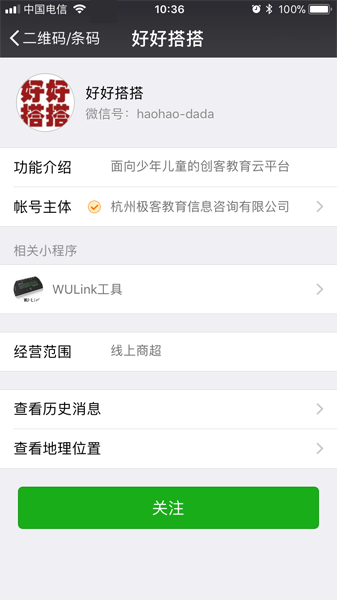 中国电信 10:36 100%
二维码/条码 好好搭搭
好好
搭搭
好好搭搭
微信号：haohao-dada
功能介绍 面向少年儿童的创客教育云平台
帐号主体 杭州极客教育信息咨询有限公司
相关小程序
WULink
WULink工具
经营范围 线上商超
查看历史消息
查看地理位置
关注